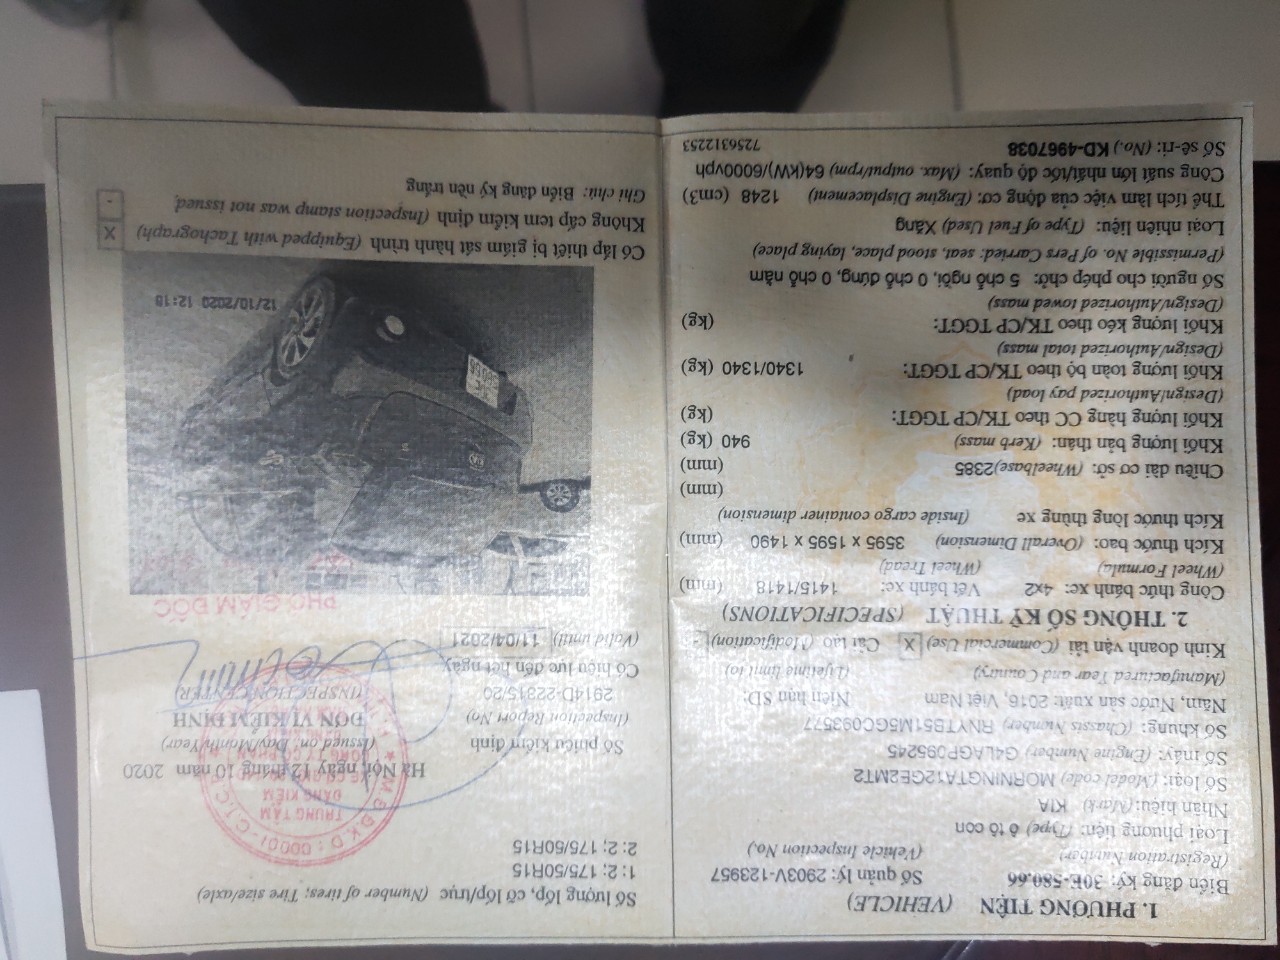 1. PHƯƠNG TIỆN (VEHICLE)
Biển đăng ký: 30E-580.66 Số quản lý: 2903V-123957
(Registration Number) (Vehicle Inspection No.)
Loại phương tiện: (Type) ô tô con
Nhãn hiệu: (Mark) KIA
Số loại: (Model code) MORNINGTA12GE2MT2
Số máy: (Engine Number) G4LAGP095245
Số khung: (Chassis Number) RNYTB51M5GC093577
Năm, Nước sản xuất: 2016, Việt Nam Niên hạn SD:
(Manufactured Year and Country) (Lifetime limit to)
Kinh doanh vận tải (Commercial Use) X Cải tạo (Modification) -
2. THÔNG SỐ KỸ THUẬT (SPECIFICATIONS)
Công thức bánh xe: 4x2 Vết bánh xe: 1415/1418 (mm)
(Wheel Formula) (Wheel Tread)
Kích thước bao: (Overall Dimension) 3595 x 1595 x 1490 (mm)
Kích thước lòng thùng xe (Inside cargo container dimension)
(mm)
Chiều dài cơ sở: (Wheelbase) 2385 (mm)
Khối lượng bản thân: (Kerb mass) 940 (kg)
Khối lượng hàng CC theo TK/CP TGGT: (kg)
(Design/Authorized pay load)
Khối lượng toàn bộ theo TK/CP TGGT: 1340/1340 (kg)
(Design/Authorized total mass)
Khối lượng kéo theo TK/CP TGGT: (kg)
(Design/Authorized towed mass)
Số người cho phép chở: 5 chỗ ngồi, 0 chỗ đứng, 0 chỗ nằm
(Permissible No. of Pers Carried: seat, stood place, laying place)
Loại nhiên liệu: (Type of Fuel Used) Xăng
Thể tích làm việc của động cơ: (Engine Displacement) 1248 (cm3)
Công suất lớn nhất/tốc độ quay: (Max. output/rpm) 64(kW)/6000vph
Số sê-ri: (No.) KD-4967038 7256312253
Số lượng lốp, cỡ lốp/trục (Number of tires; Tire size/axle)
1: 2; 175/50R15
2: 2; 175/50R15
TRUNG TÂM
ĐĂNG KIỂM
CÔNG TY CỔ PHẦN
Hà Nội, ngày 12 tháng 10 năm 2020
Số phiếu kiểm định (Issued on: Day/Month/Year)
(Inspection Report No) ĐƠN VỊ KIỂM ĐỊNH
2914D-22315/20 (INSPECTION CENTER)
Có hiệu lực đến hết ngày
(Valid until) 11/04/2021
PHÓ GIÁM ĐỐC
12/10/2020 12:18
Có lắp thiết bị giám sát hành trình (Equipped with Tachograph) X
Không cấp tem kiểm định (Inspection stamp was not issued -
Ghi chú: Biển đăng ký nền trắng